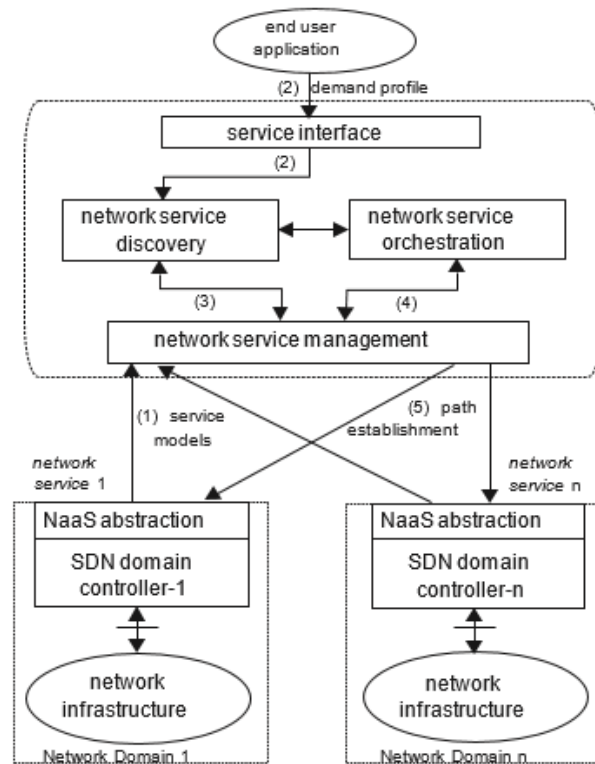 end user
application
(2) demand profile
service interface
(2)
network service
discovery
network service
orchestration
(3)
(4)
network service management
(1) service
models
(5) path
establishment
network
service 1
network
service n
NaaS abstraction
SDN domain
controller-1
NaaS abstraction
SDN domain
controller-n
network
infrastructure
network
infrastructure
Network Domain 1
Network Domain n